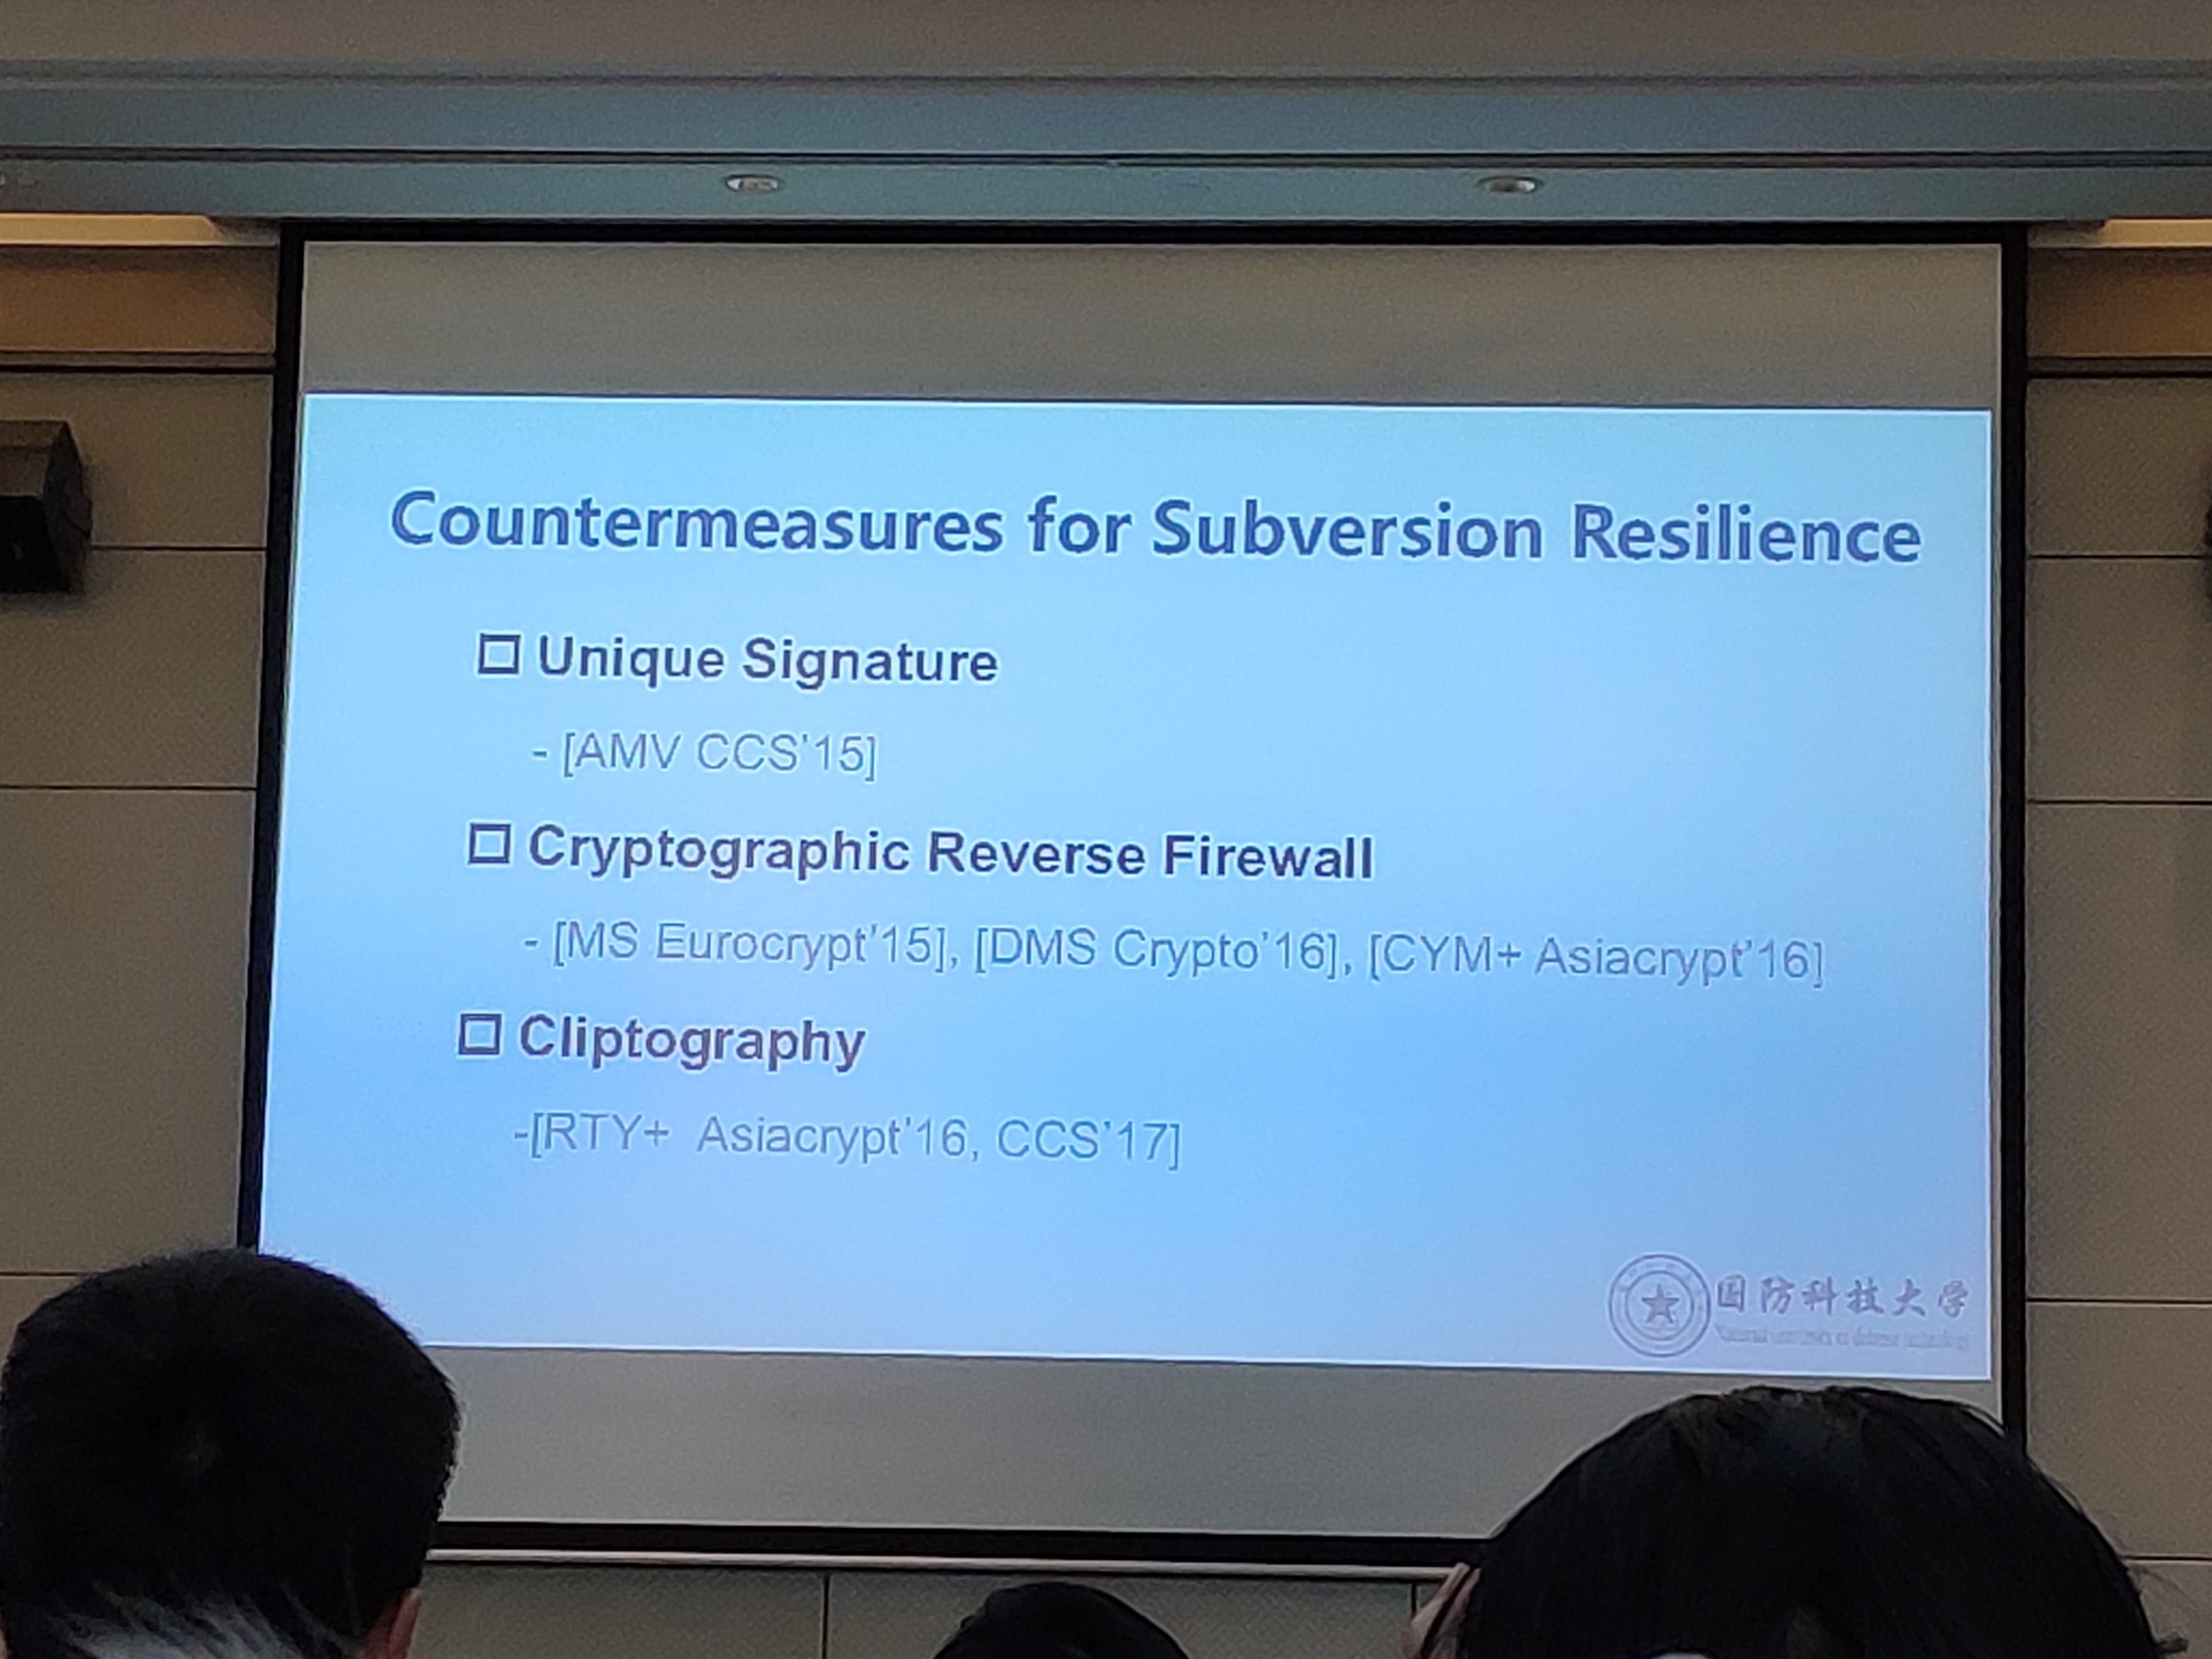 Countermeasures for Subversion Resilience
Unique Signature
- [AMV CCS'15]
Cryptographic Reverse Firewall
- [MS Eurocrypt'15], [DMS Crypto'16], [CYM+ Asiacrypt'16]
Cliptography
-[RTY+ Asiacrypt'16, CCS'17]
国防科技大学